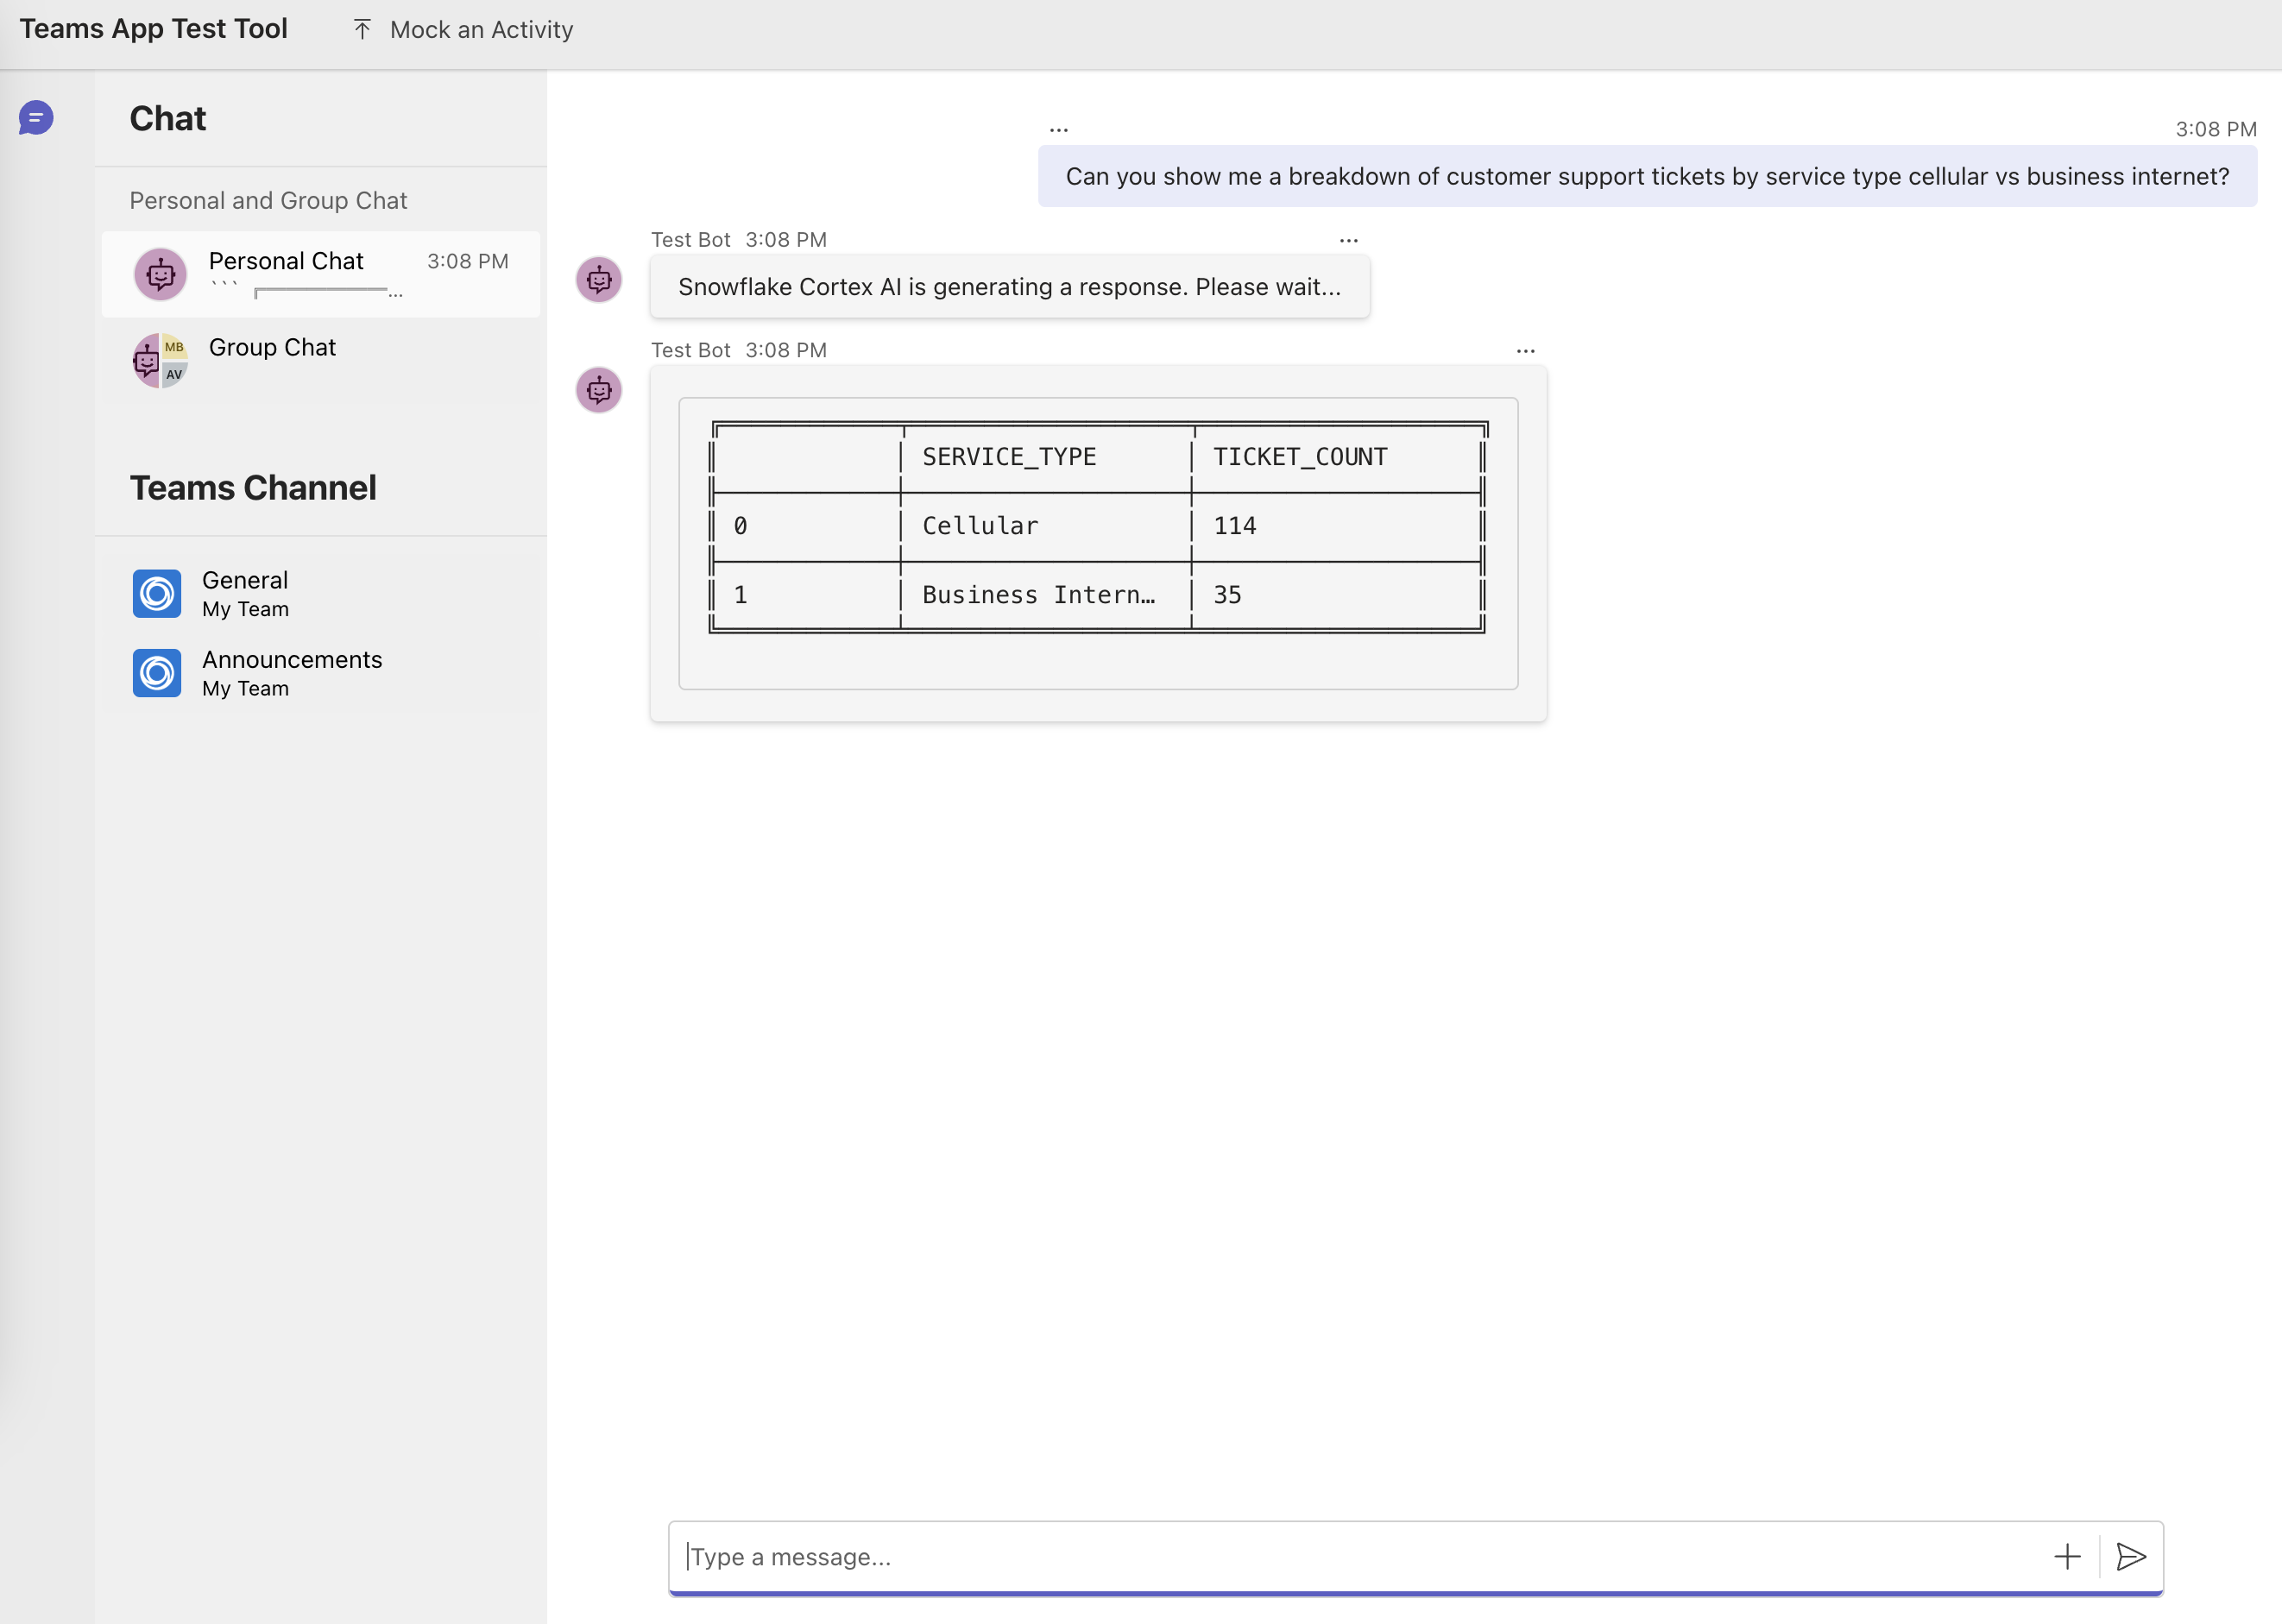 Teams App Test Tool
Mock an Activity
Chat
Personal and Group Chat
Personal Chat 3:08 PM
``` ╔═════════...
MB
Group Chat
AV
Teams Channel
General
My Team
Announcements
My Team
... 3:08 PM
Can you show me a breakdown of customer support tickets by service type cellular vs business internet?
Test Bot 3:08 PM ...
Snowflake Cortex AI is generating a response. Please wait...
Test Bot 3:08 PM ...
SERVICE_TYPE TICKET_COUNT
0 Cellular 114
1 Business Intern… 35
Type a message...